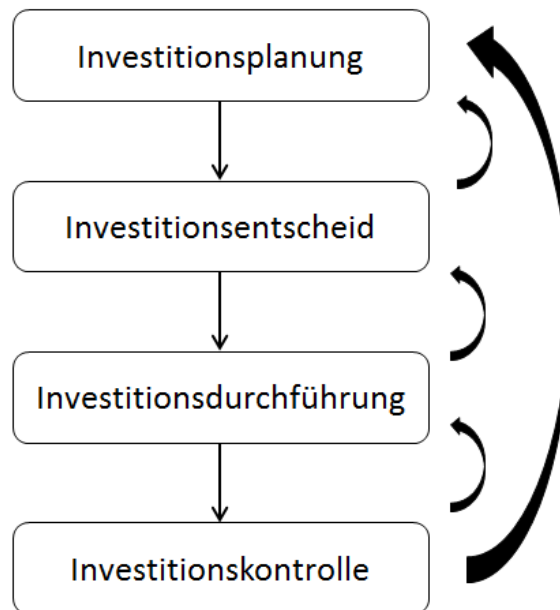 Investitionsplanung
Investitionsentscheid
Investitionsdurchführung
Investitionskontrolle